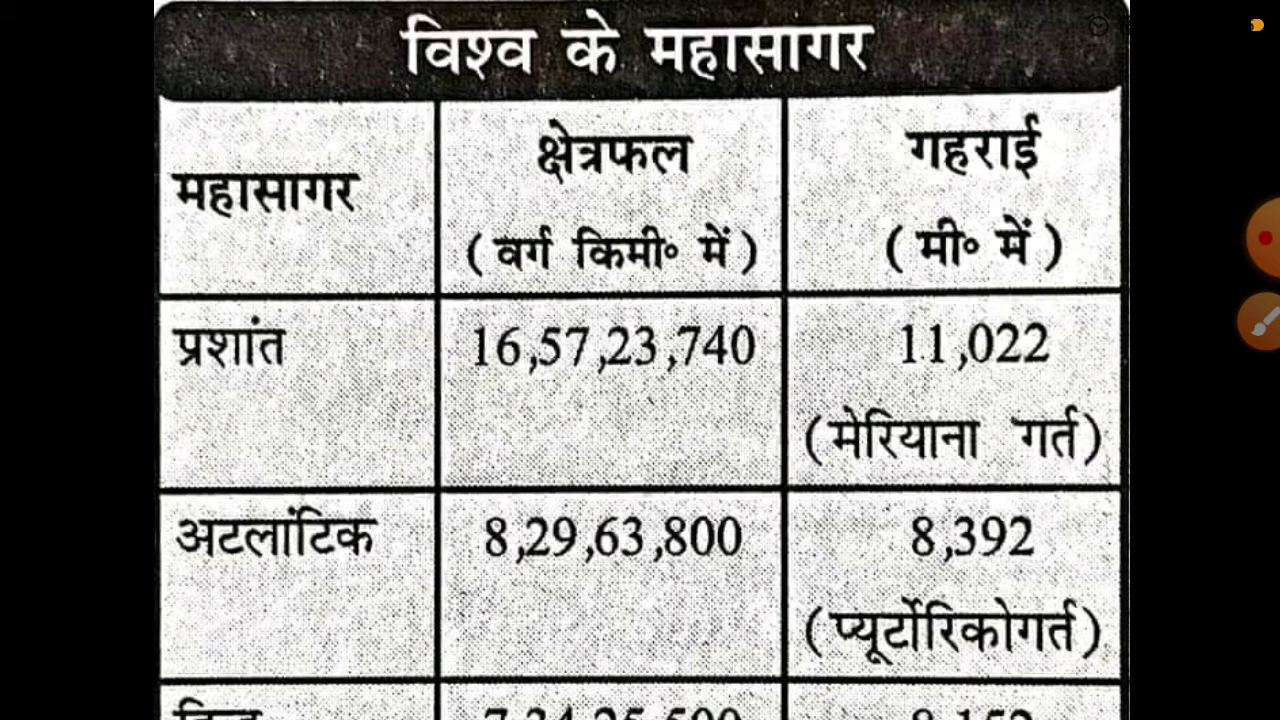 विश्व के महासागर
महासागर
क्षेत्रफल
(वर्ग किमी॰ में)
गहराई
(मी॰ में)
प्रशांत
16,57,23,740
11,022
(मेरियाना गर्त)
अटलांटिक
8,29,63,800
8,392
(प्यूर्टोरिकोगर्त)